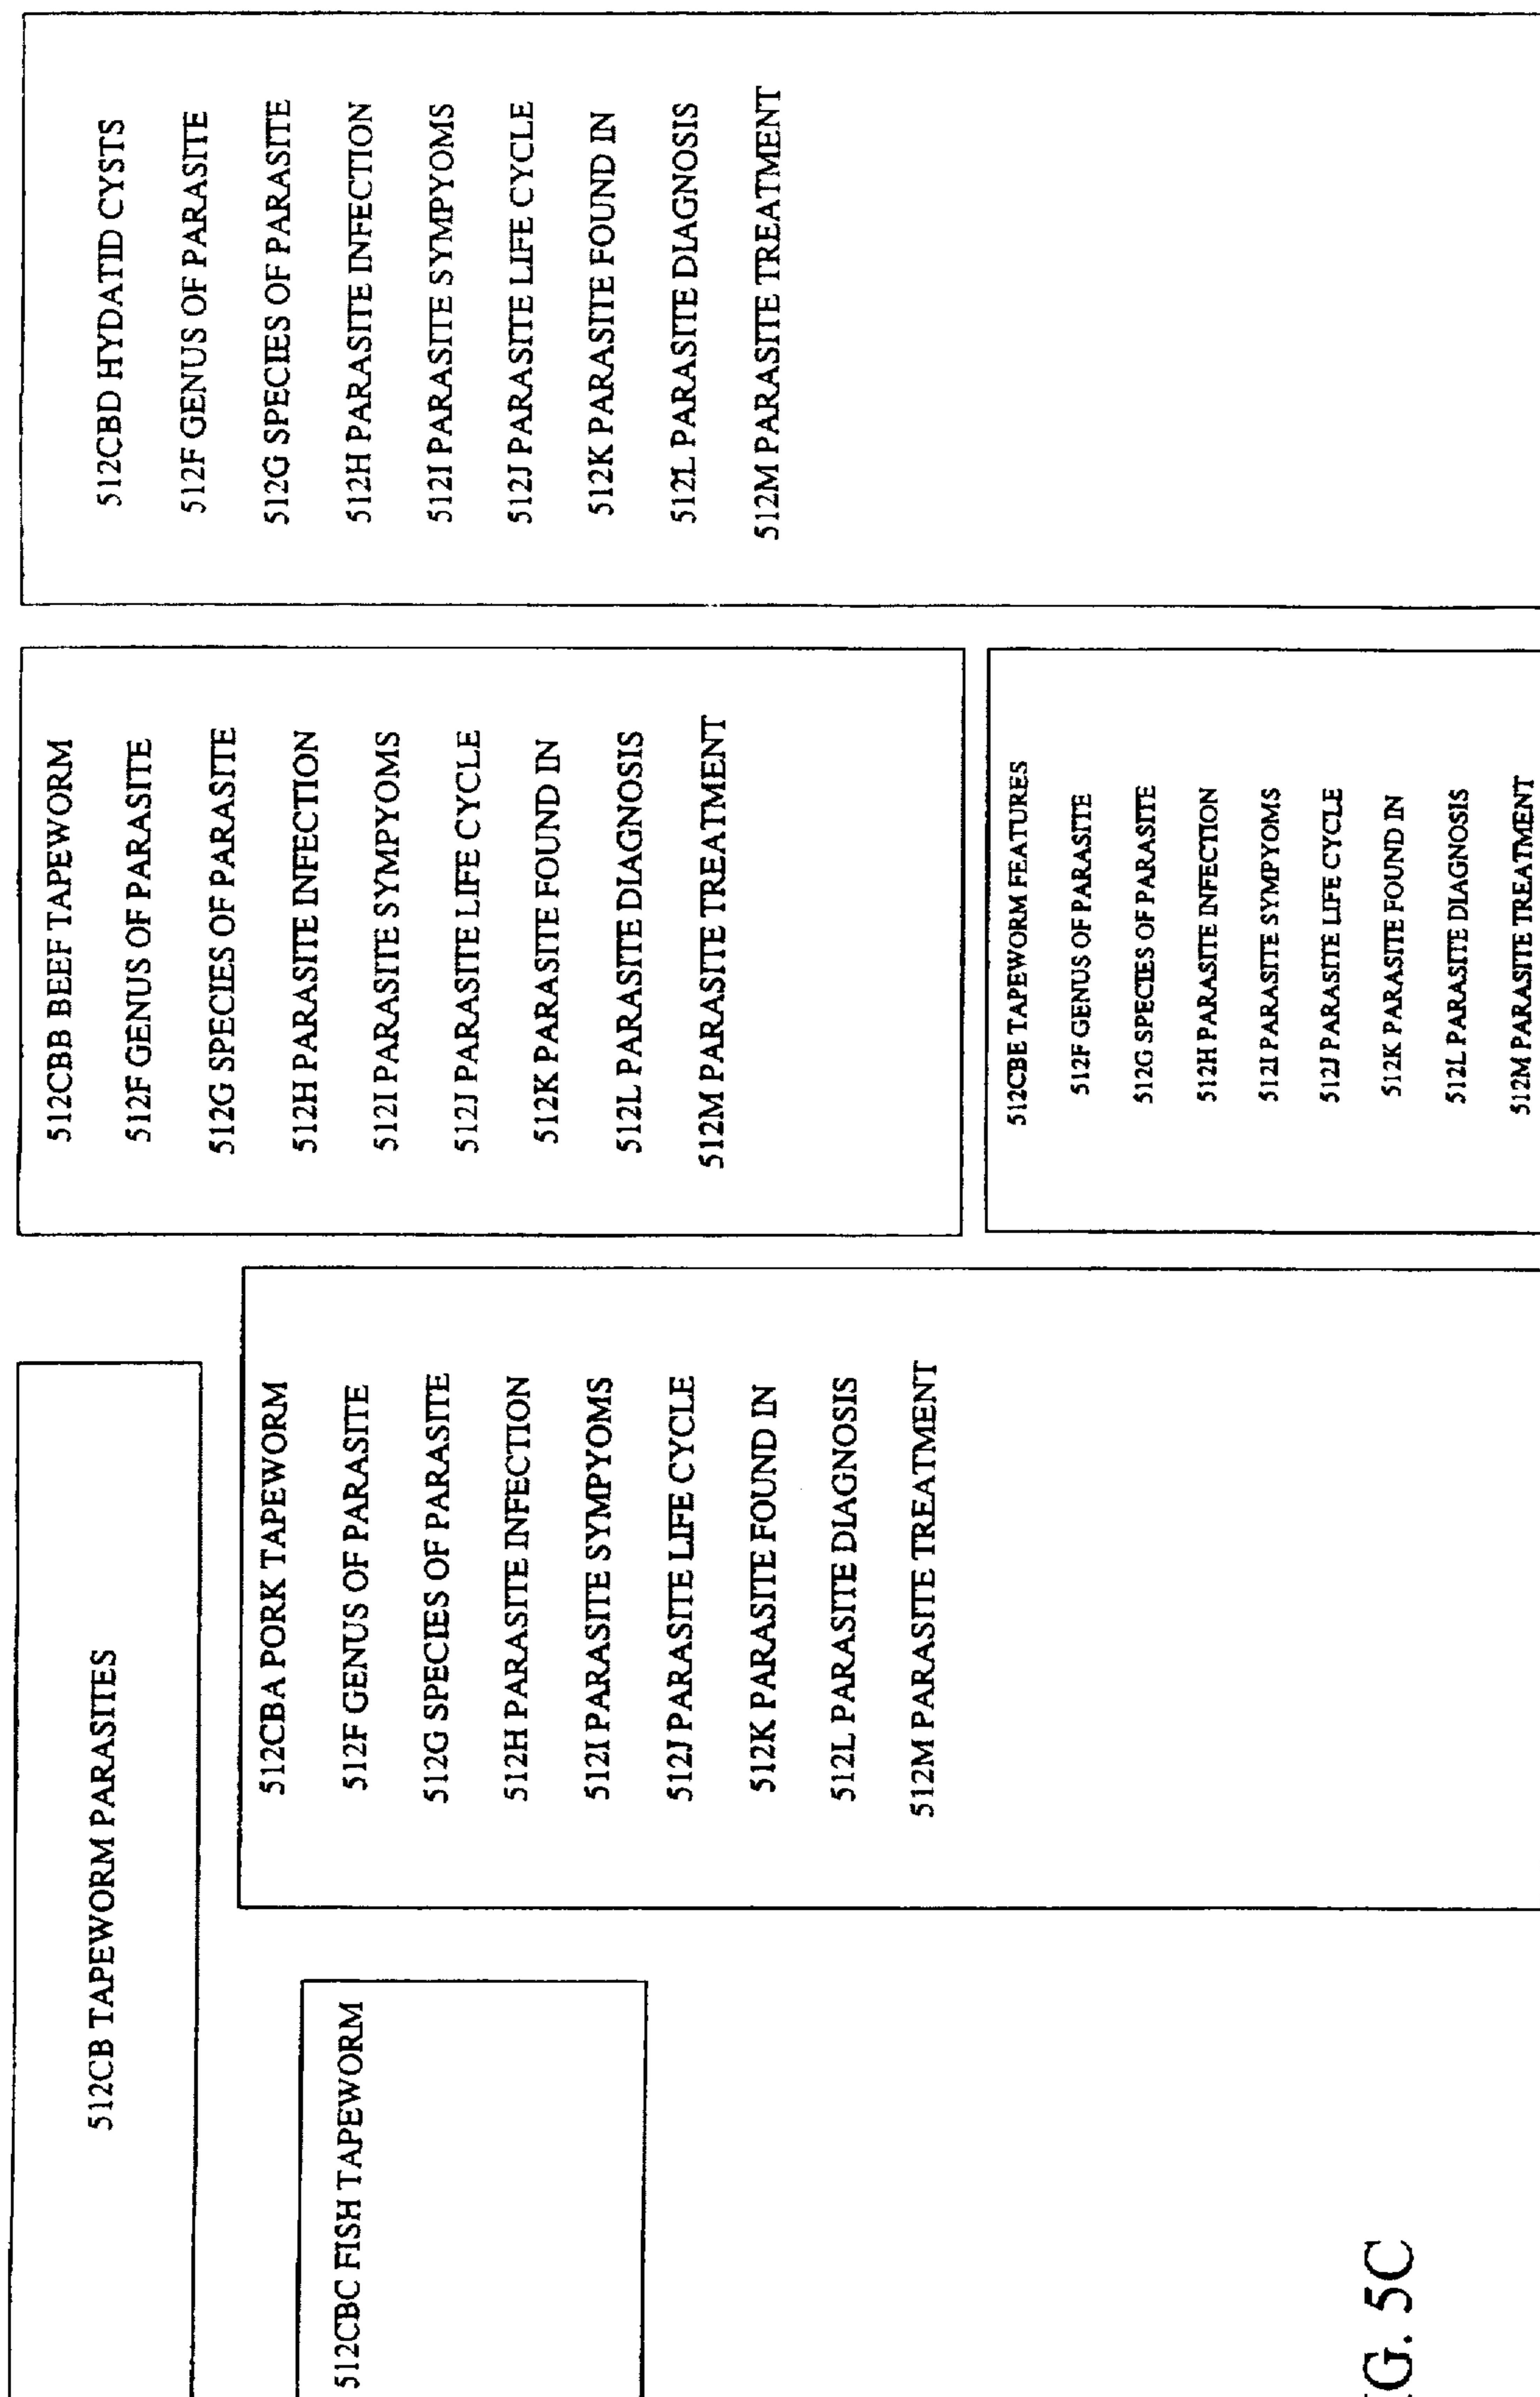 512CB TAPEWORM PARASITES
512CBC FISH TAPEWORM
512CBA PORK TAPEWORM
512F GENUS OF PARASITE
512G SPECIES OF PARASITE
512H PARASITE INFECTION
512I PARASITE SYMPYOMS
512J PARASITE LIFE CYCLE
512K PARASITE FOUND IN
512L PARASITE DIAGNOSIS
512M PARASITE TREATMENT
512CBB BEEF TAPEWORM
512F GENUS OF PARASITE
512G SPECIES OF PARASITE
512H PARASITE INFECTION
512I PARASITE SYMPYOMS
512J PARASITE LIFE CYCLE
512K PARASITE FOUND IN
512L PARASITE DIAGNOSIS
512M PARASITE TREATMENT
512CBE TAPEWORM FEATURES
512F GENUS OF PARASITE
512G SPECIES OF PARASITE
512H PARASITE INFECTION
512I PARASITE SYMPYOMS
512J PARASITE LIFE CYCLE
512K PARASITE FOUND IN
512L PARASITE DIAGNOSIS
512M PARASITE TREATMENT
512CBD HYDATID CYSTS
512F GENUS OF PARASITE
512G SPECIES OF PARASITE
512H PARASITE INFECTION
512I PARASITE SYMPYOMS
512J PARASITE LIFE CYCLE
512K PARASITE FOUND IN
512L PARASITE DIAGNOSIS
512M PARASITE TREATMENT
5C